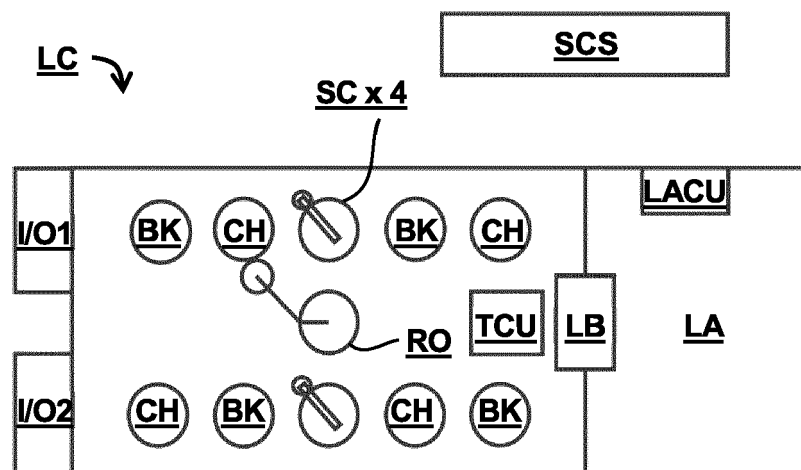 LC
SCS
SC x 4
LACU
I/O1
BK
CH
BK
CH
TCU
LB
LA
RO
I/O2
CH
BK
CH
BK